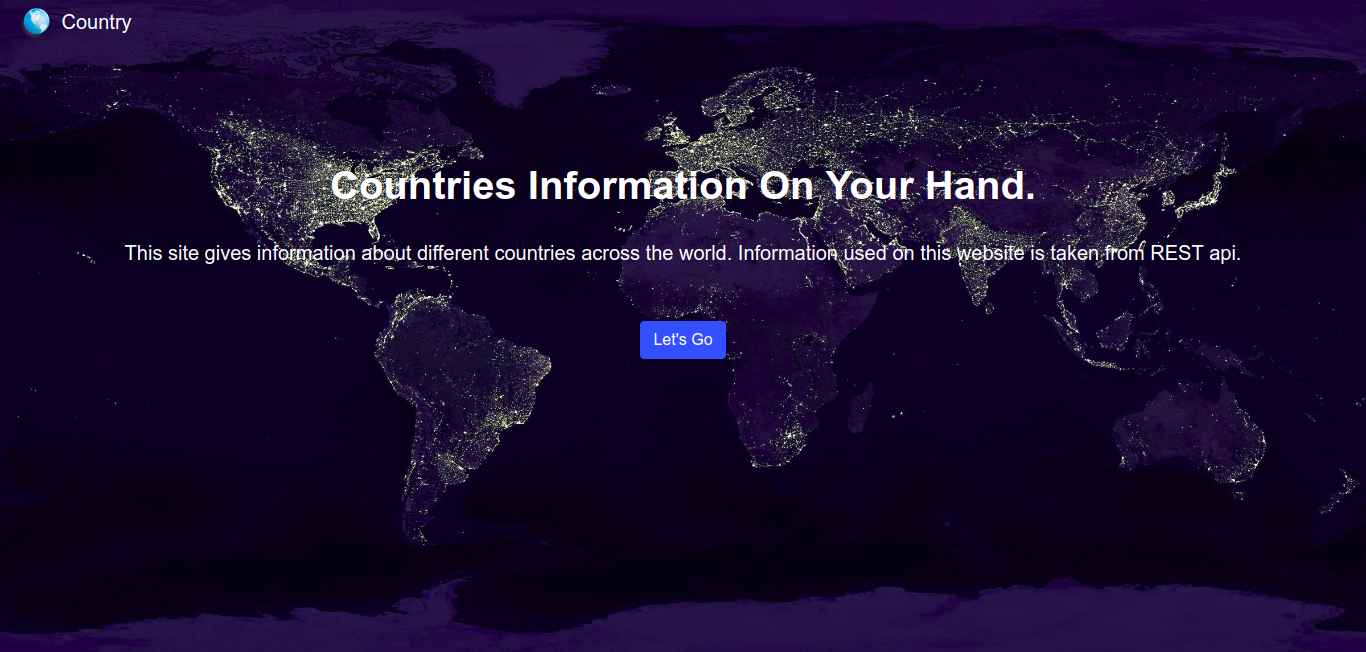 Country
Countries Information On Your Hand.
This site gives information about different countries across the world. Information used on this website is taken from REST api.
Let's Go